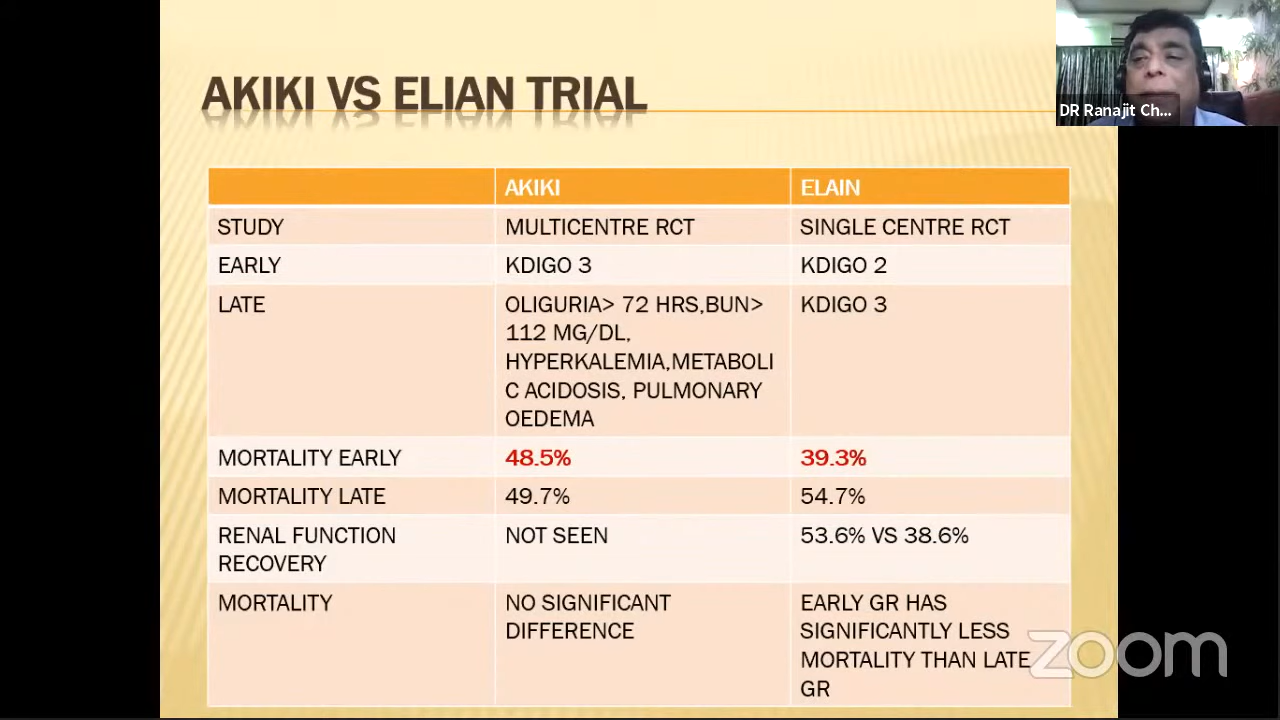 DR Ranajit Ch...
AKIKI VS ELIAN TRIAL
AKIKI
ELAIN
STUDY
MULTICENTRE RCT
SINGLE CENTRE RCT
EARLY
KDIGO 3
KDIGO 2
LATE
OLIGURIA> 72 HRS,BUN>
112 MG/DL,
HYPERKALEMIA,METABOLI
C ACIDOSIS, PULMONARY
OEDEMA
KDIGO 3
MORTALITY EARLY
48.5%
39.3%
MORTALITY LATE
49.7%
54.7%
RENAL FUNCTION
RECOVERY
NOT SEEN
53.6% VS 38.6%
MORTALITY
NO SIGNIFICANT
DIFFERENCE
EARLY GR HAS
SIGNIFICANTLY LESS
MORTALITY THAN LATE
GR
zoom